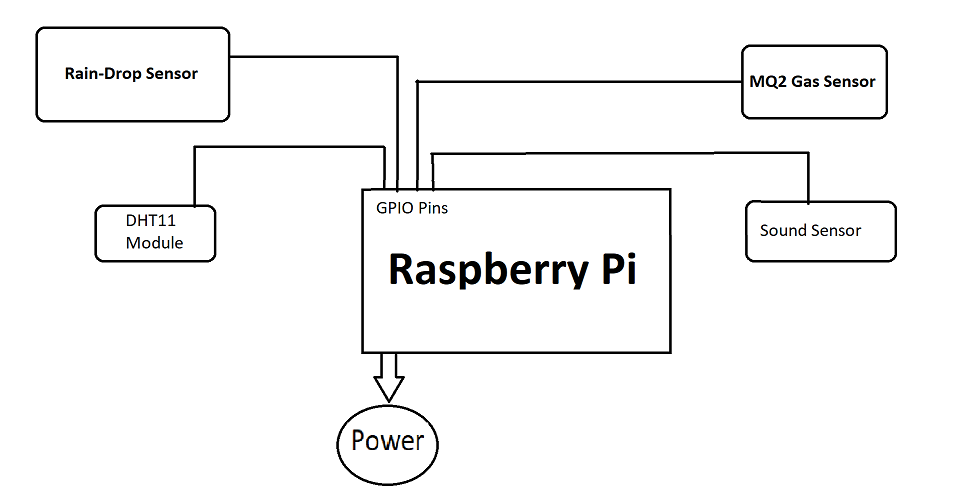 Rain-Drop Sensor
MQ2 Gas Sensor
DHT11
Module
GPIO Pins
Sound Sensor
Raspberry Pi
Power